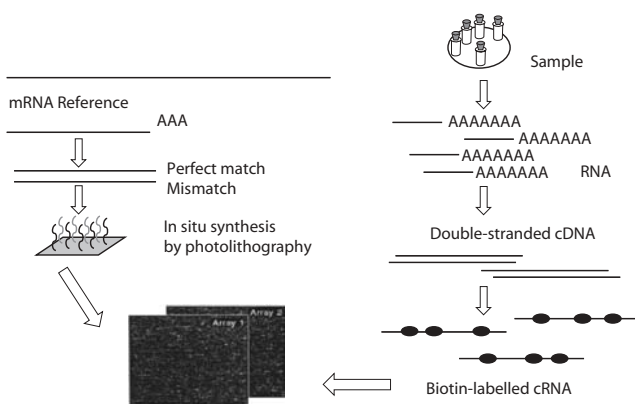 mRNA Reference
AAA
Perfect match
Mismatch
In situ synthesis
by photolithography
Array 2
Array 1
Sample
AAAAAAA
AAAAAAA
AAAAAAA
AAAAAAA
RNA
Double-stranded cDNA
Biotin-labelled cRNA